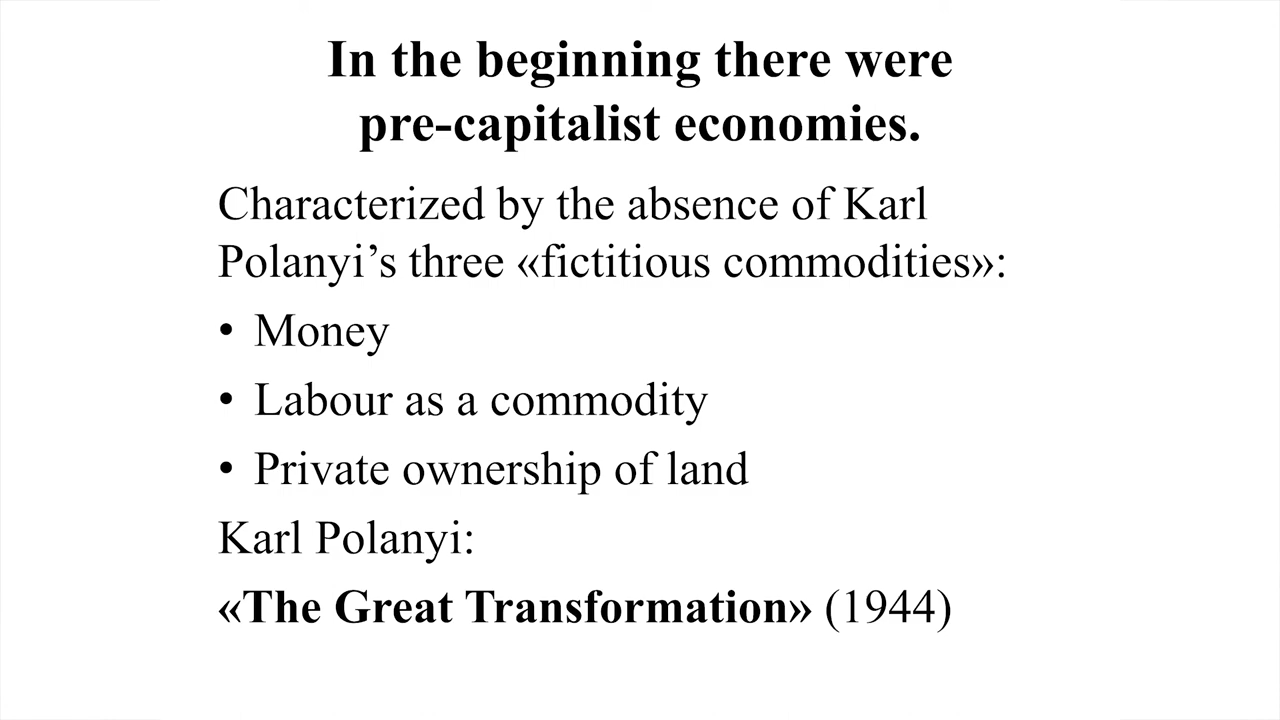 In the beginning there were
pre-capitalist economies.
Characterized by the absence of Karl
Polanyi’s three «fictitious commodities»:
• Money
• Labour as a commodity
• Private ownership of land
Karl Polanyi:
«The Great Transformation» (1944)